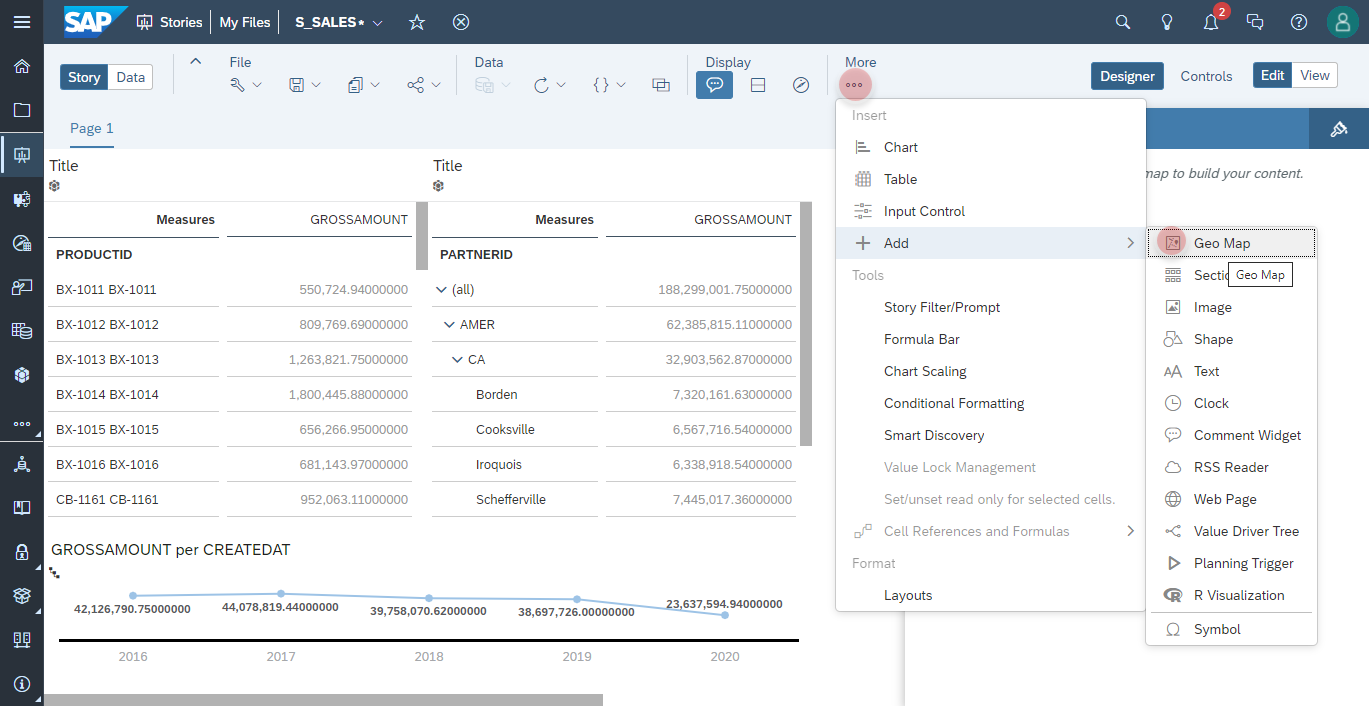 SAP Stories My Files S_SALES* 2
Story Data File Data Display More Designer Controls Edit View
Page 1
Title
Measures GROSSAMOUNT
PRODUCTID
BX-1011 BX-1011 550,724.94000000
BX-1012 BX-1012 809,769.69000000
BX-1013 BX-1013 1,263,821.75000000
BX-1014 BX-1014 1,800,445.88000000
BX-1015 BX-1015 656,266.95000000
BX-1016 BX-1016 681,143.97000000
CB-1161 CB-1161 952,063.11000000
Title
Measures GROSSAMOUNT
PARTNERID
(all) 188,299,001.75000000
AMER 62,385,815.11000000
CA 32,903,562.87000000
Borden 7,320,161.63000000
Cooksville 6,567,716.54000000
Iroquois 6,338,918.54000000
Schefferville 7,445,017.36000000
GROSSAMOUNT per CREATEDAT
42,126,790.75000000 44,078,819.44000000 39,758,070.62000000 38,697,726.00000000 23,637,594.94000000
2016 2017 2018 2019 2020
Insert
Chart
Table
Input Control
Add
Tools
Story Filter/Prompt
Formula Bar
Chart Scaling
Conditional Formatting
Smart Discovery
Value Lock Management
Set/unset read only for selected cells.
Cell References and Formulas
Format
Layouts
map to build your content.
Geo Map
Geo Map
Image
Shape
AA Text
Clock
Comment Widget
RSS Reader
Web Page
Value Driver Tree
Planning Trigger
R Visualization
Ω Symbol